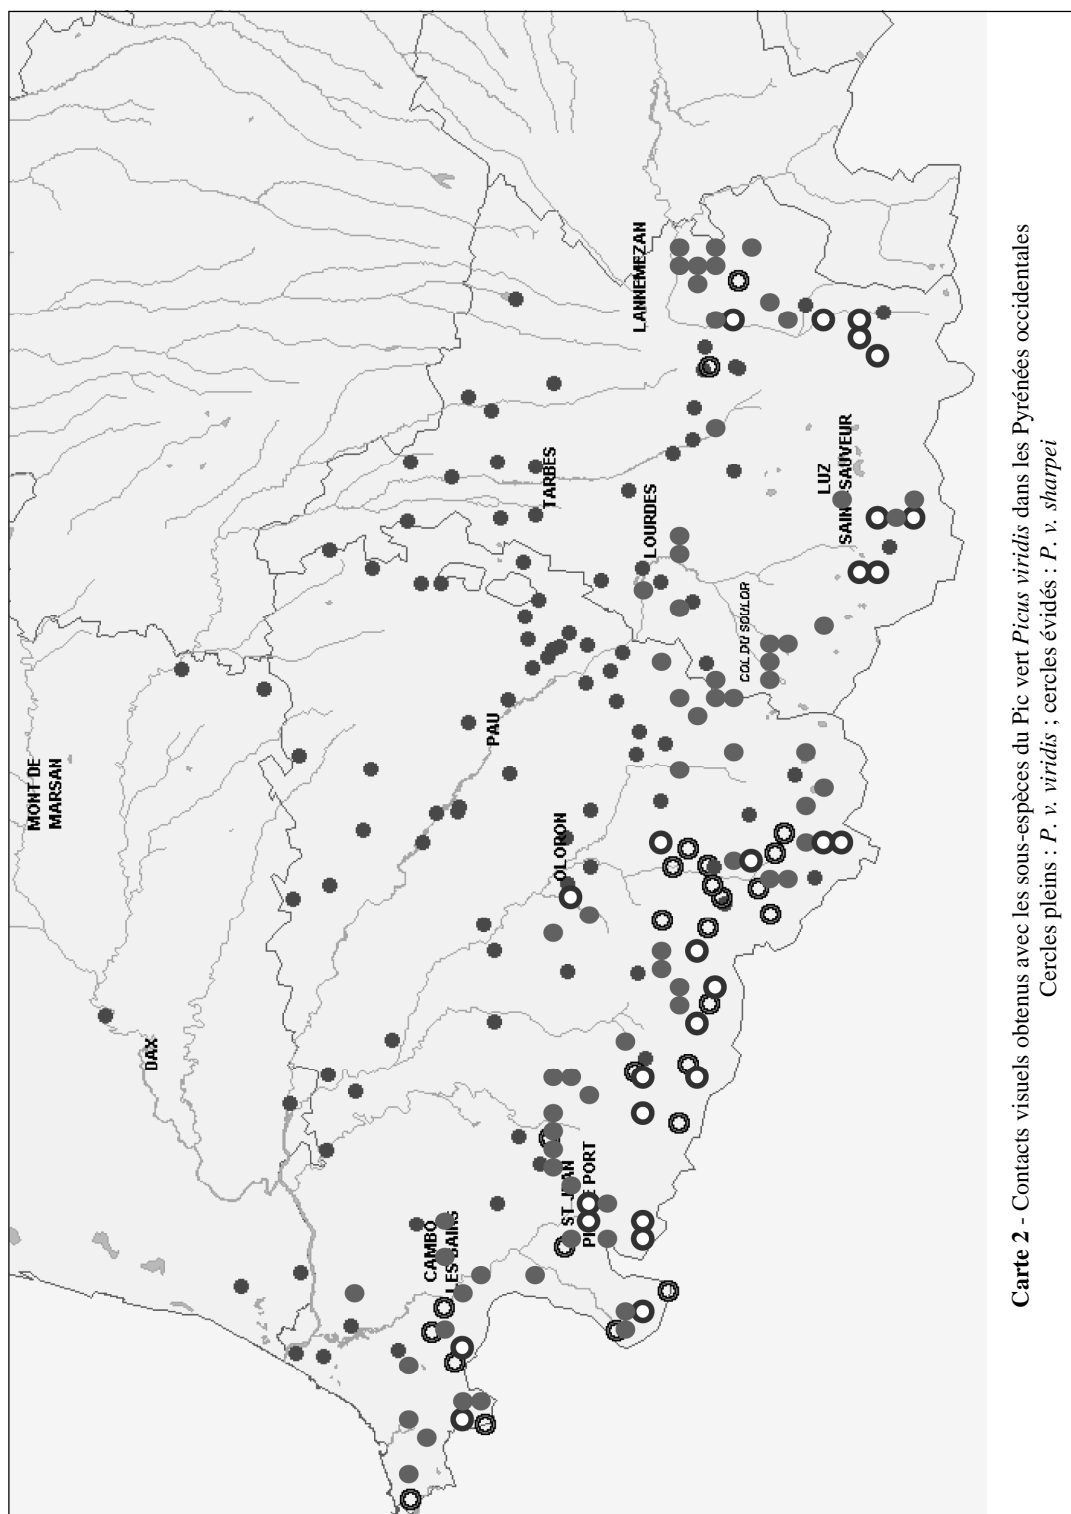 MONT DE
MARSAN
DAX
PAU
TARBES
LANNEMEZAN
LOURDES
OLORON
CAMBO
LES BAINS
COL DU SOULOR
LUZ
SAINT SAUVEUR
ST JEAN
PORT
Carte 2 - Contacts visuels obtenus avec les sous-espèces du Pic vert Picus viridis dans les Pyrénées occidentales
Cercles pleins : P. v. viridis ; cercles évidés : P. v. sharpei